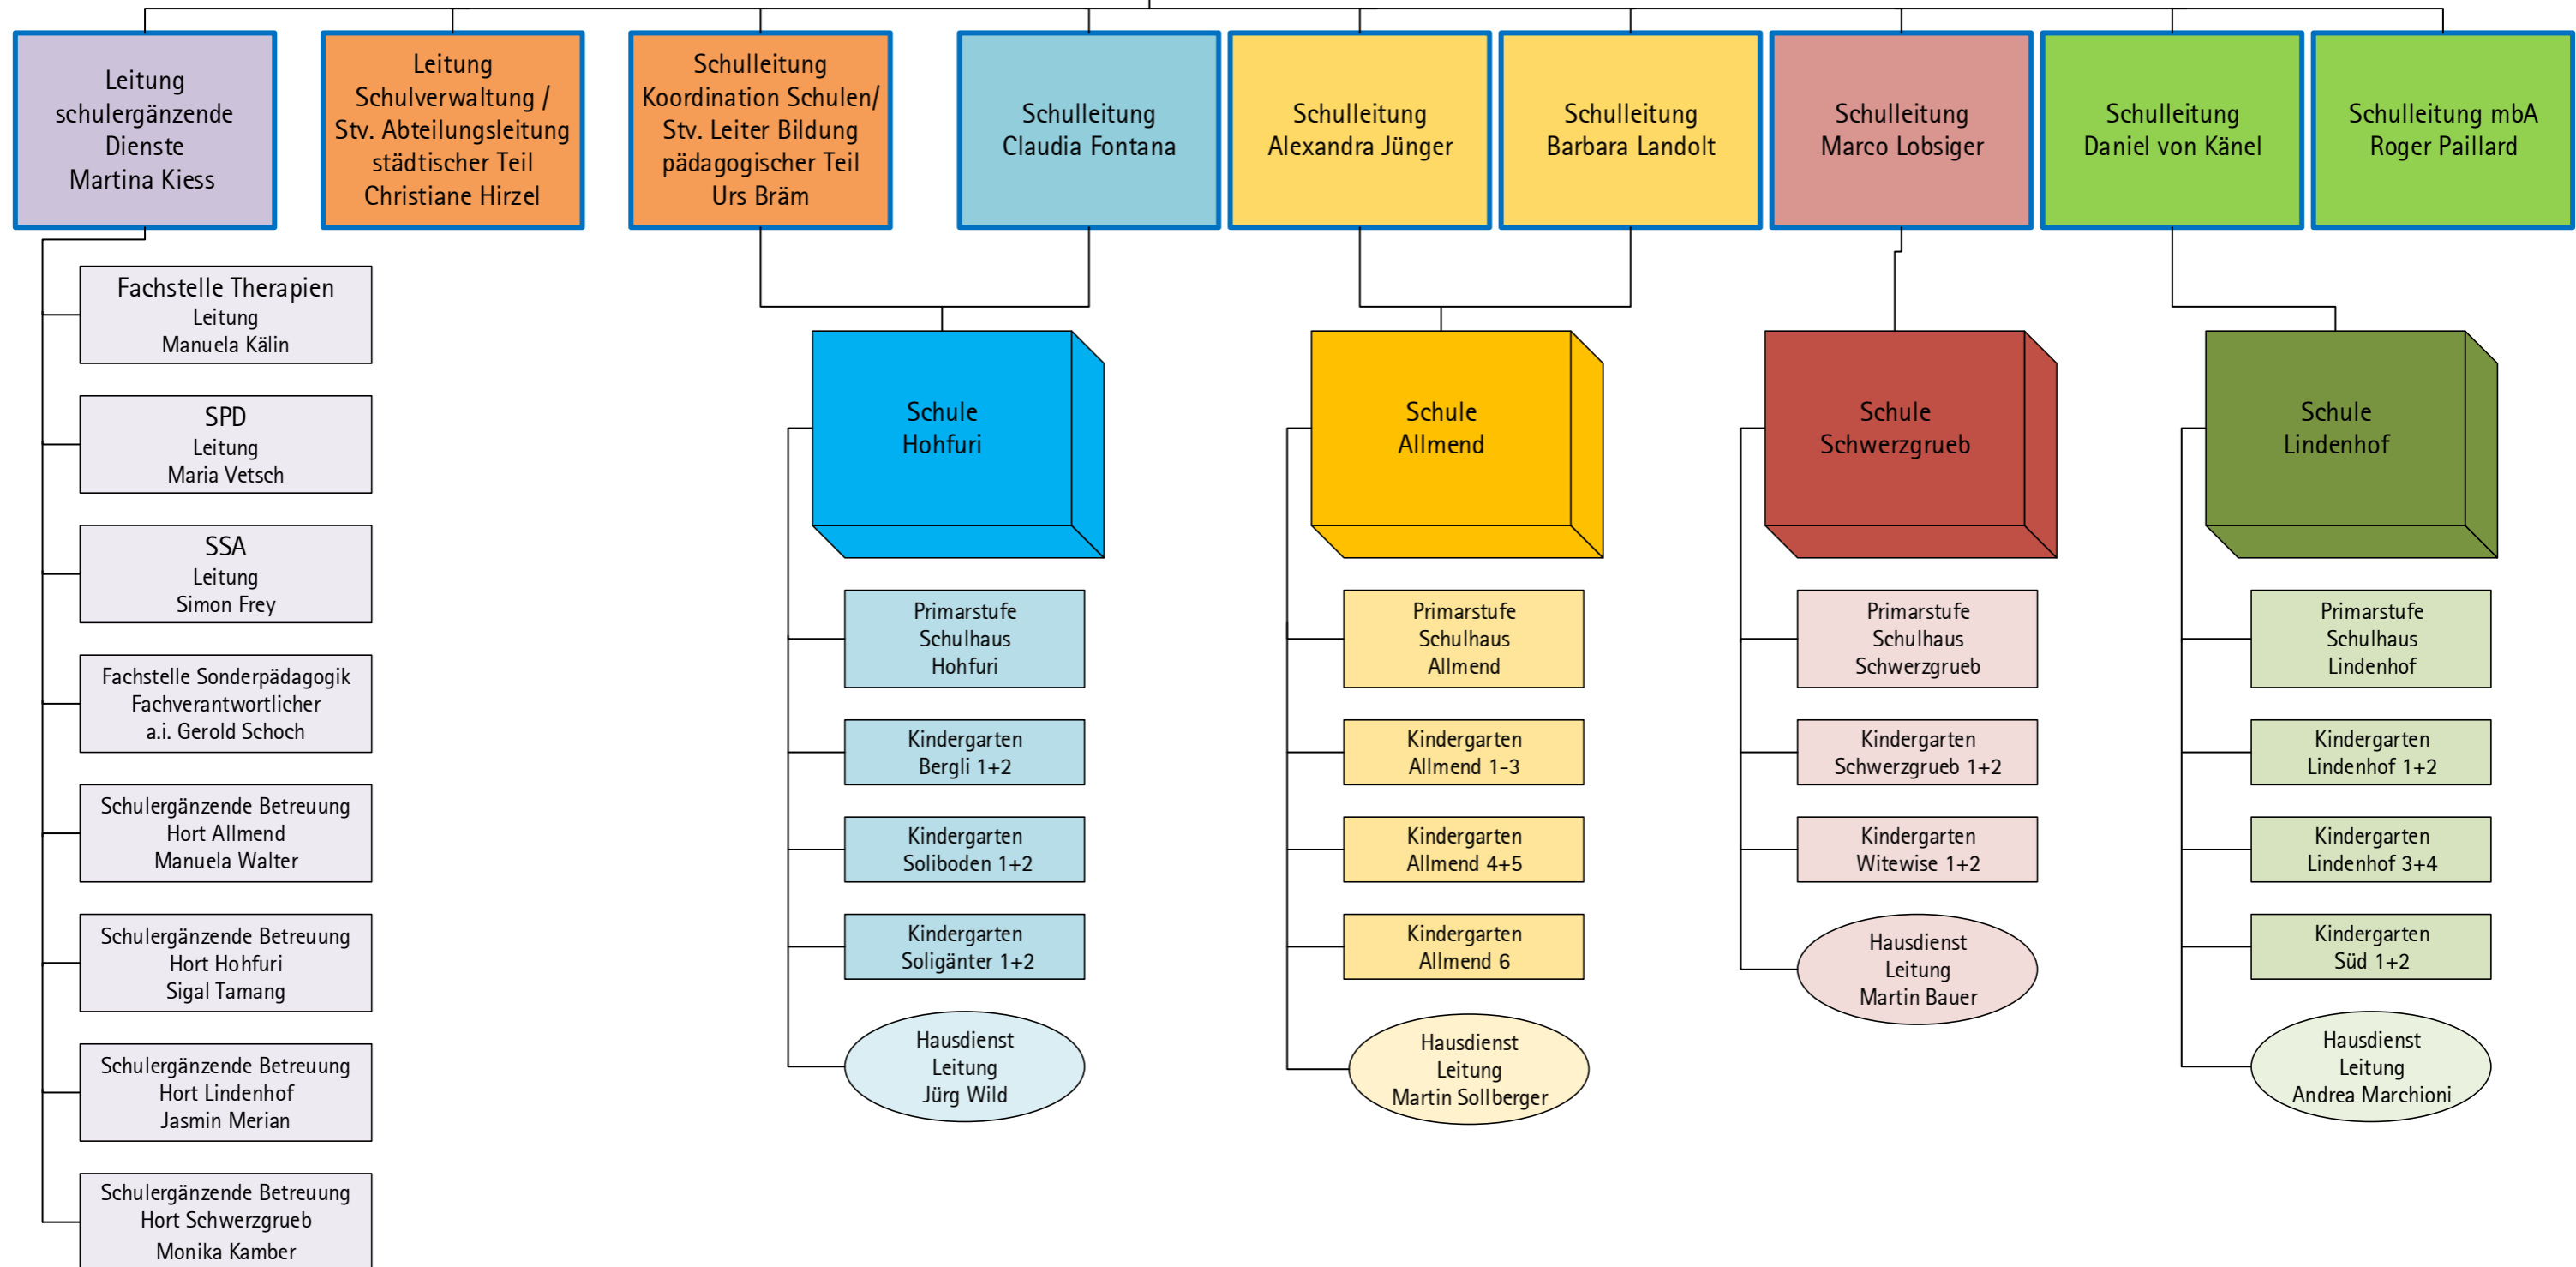 Leitung
schulergänzende
Dienste
Martina Kiess
Leitung
Schulverwaltung /
Stv. Abteilungsleitung
städtischer Teil
Christiane Hirzel
Schulleitung
Koordination Schulen/
Stv. Leiter Bildung
pädagogischer Teil
Urs Bräm
Schulleitung
Claudia Fontana
Schulleitung
Alexandra Jünger
Schulleitung
Barbara Landolt
Schulleitung
Marco Lobsiger
Schulleitung
Daniel von Känel
Schulleitung mbA
Roger Paillard
Fachstelle Therapien
Leitung
Manuela Kälin
SPD
Leitung
Maria Vetsch
SSA
Leitung
Simon Frey
Fachstelle Sonderpädagogik
Fachverantwortlicher
a.i. Gerold Schoch
Schulergänzende Betreuung
Hort Allmend
Manuela Walter
Schulergänzende Betreuung
Hort Hohfuri
Sigal Tamang
Schulergänzende Betreuung
Hort Lindenhof
Jasmin Merian
Schulergänzende Betreuung
Hort Schwerzgrueb
Monika Kamber
Schule
Hohfuri
Primarstufe
Schulhaus
Hohfuri
Kindergarten
Bergli 1+2
Kindergarten
Soliboden 1+2
Kindergarten
Soligänter 1+2
Hausdienst
Leitung
Jürg Wild
Schule
Allmend
Primarstufe
Schulhaus
Allmend
Kindergarten
Allmend 1-3
Kindergarten
Allmend 4+5
Kindergarten
Allmend 6
Hausdienst
Leitung
Martin Sollberger
Schule
Schwerzgrueb
Primarstufe
Schulhaus
Schwerzgrueb
Kindergarten
Schwerzgrueb 1+2
Kindergarten
Witewise 1+2
Hausdienst
Leitung
Martin Bauer
Schule
Lindenhof
Primarstufe
Schulhaus
Lindenhof
Kindergarten
Lindenhof 1+2
Kindergarten
Lindenhof 3+4
Kindergarten
Süd 1+2
Hausdienst
Leitung
Andrea Marchioni